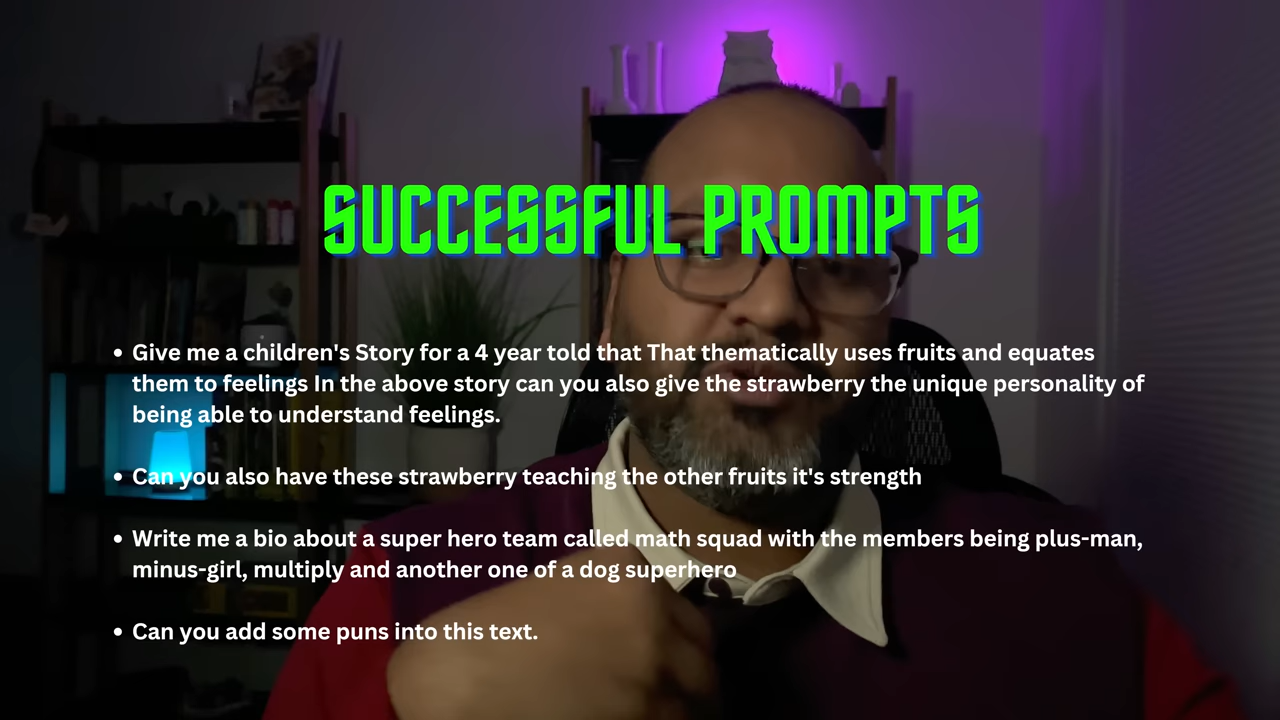 SUCCESSFUL PROMPTS
• Give me a children's Story for a 4 year told that That thematically uses fruits and equates
them to feelings In the above story can you also give the strawberry the unique personality of
being able to understand feelings.
• Can you also have these strawberry teaching the other fruits it's strength
• Write me a bio about a super hero team called math squad with the members being plus-man,
minus-girl, multiply and another one of a dog superhero
• Can you add some puns into this text.